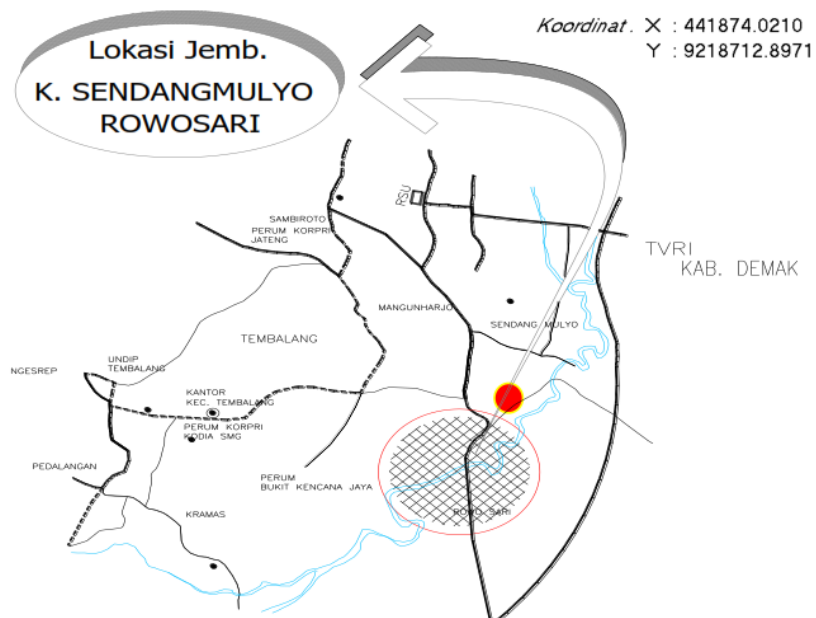 Lokasi Jemb.
K. SENDANGMULYO
ROWOSARI
Koordinat. X : 441874.0210
Y : 9218712.8971
RSU
SAMBIROTO
PERUM KORPRI
JATENG
TVRI
KAB. DEMAK
MANGUNHARJO
SENDANG MULYO
TEMBALANG
UNDIP
TEMBALANG
NGESREP
KANTOR
KEC. TEMBALANG
PERUM KORPRI
KODIA SMG
PEDALANGAN
PERUM
BUKIT KENCANA JAYA
KRAMAS
ROWO SARI